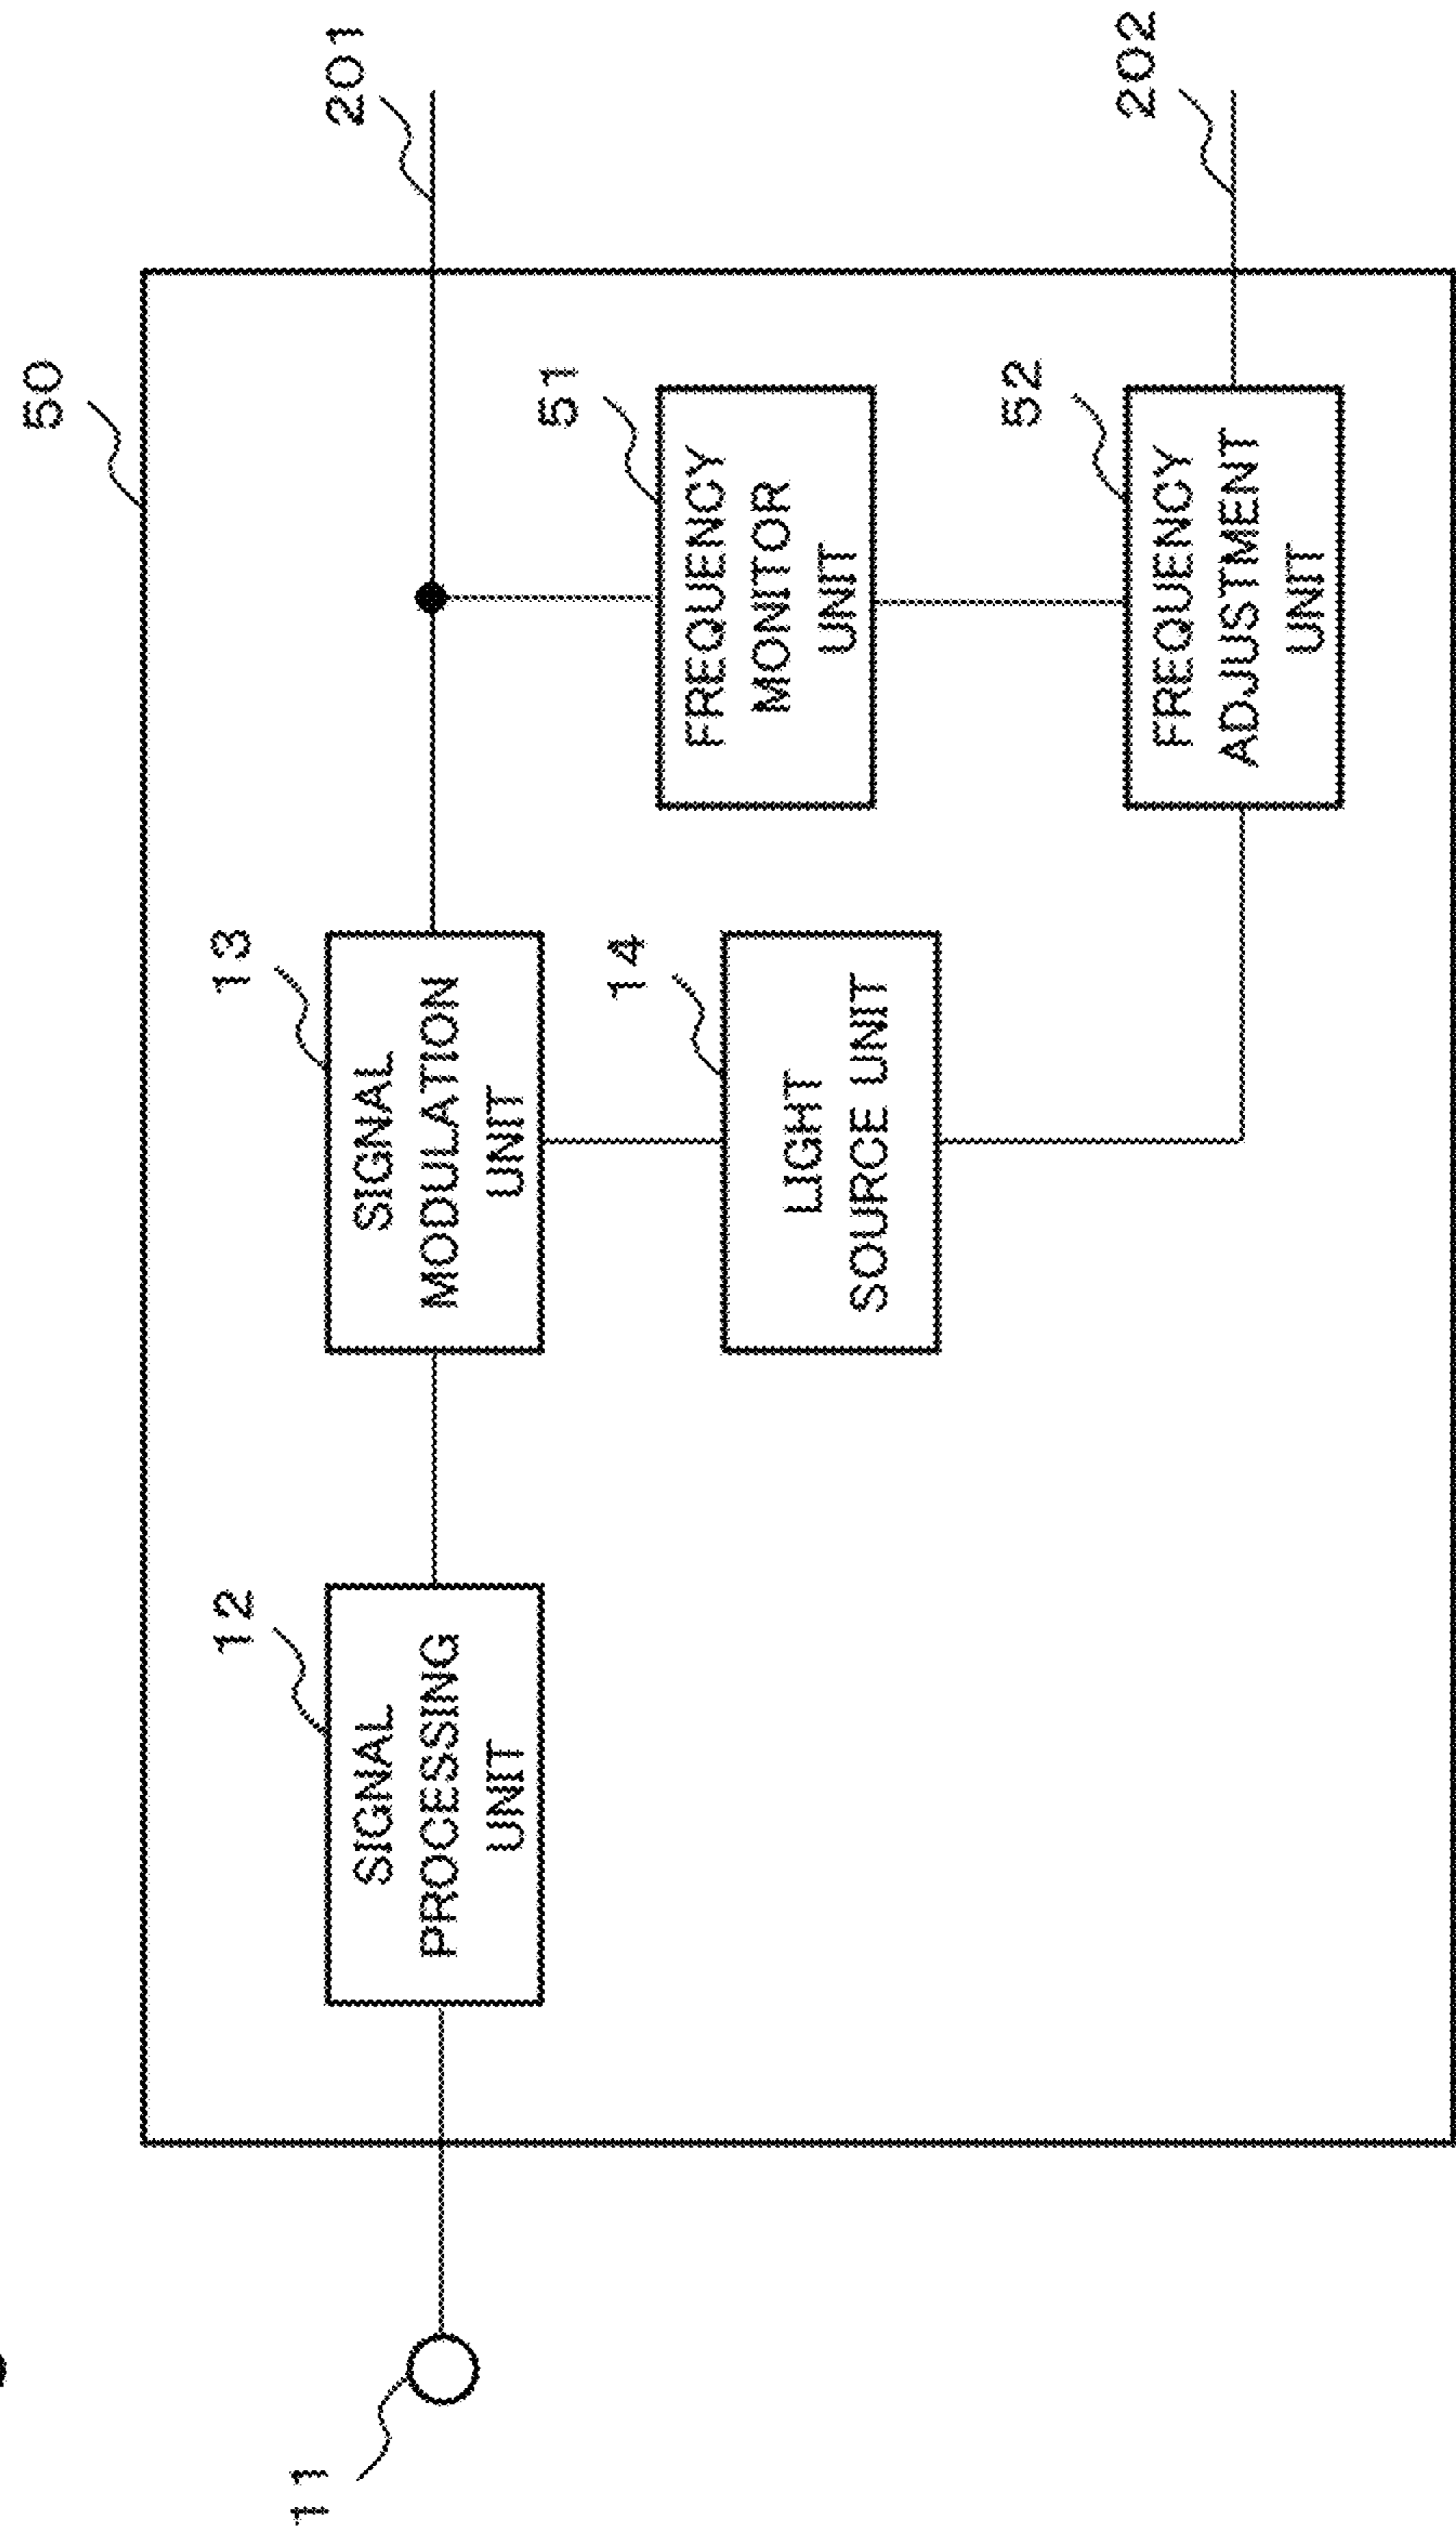 50
201
202
13
SIGNAL
MODULATION
UNIT
51
FREQUENCY
MONITOR
UNIT
12
SIGNAL
PROCESSING
UNIT
14
LIGHT
SOURCE UNIT
52
FREQUENCY
ADJUSTMENT
UNIT
11